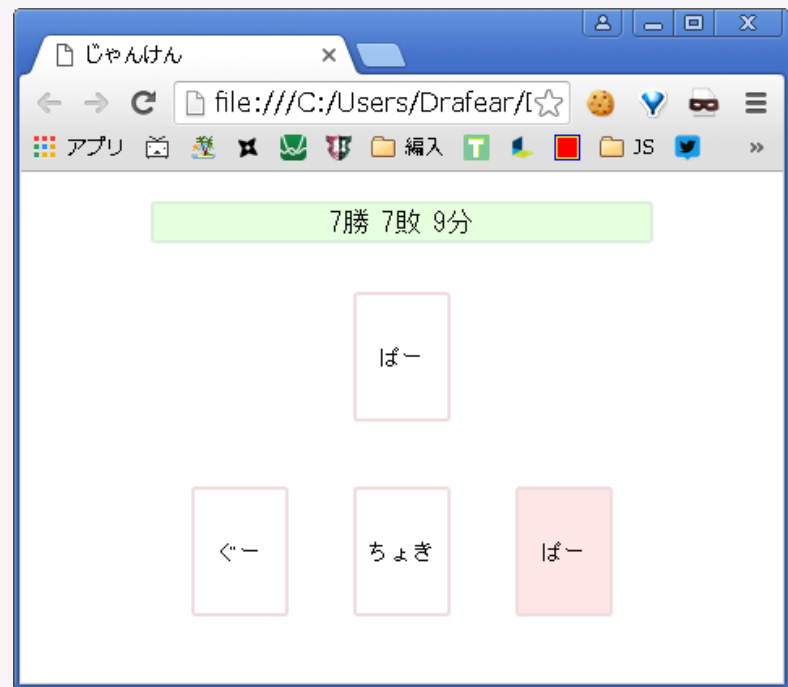 じゃんけん
file:///C:/Users/Drafear/[
アプリ 編入 T JS »
7勝 7敗 9分
ぱー
ぐー ちょき ぱー